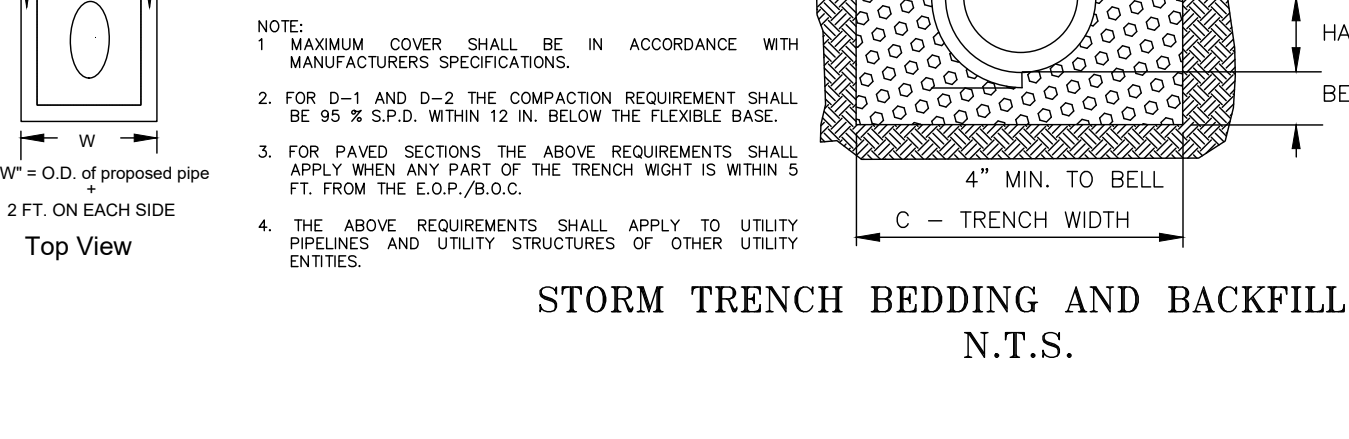 NOTE:
1 MAXIMUM COVER SHALL BE IN ACCORDANCE WITH
MANUFACTURERS SPECIFICATIONS.
2. FOR D-1 AND D-2 THE COMPACTION REQUIREMENT SHALL
BE 95 % S.P.D. WITHIN 12 IN. BELOW THE FLEXIBLE BASE.
3. FOR PAVED SECTIONS THE ABOVE REQUIREMENTS SHALL
APPLY WHEN ANY PART OF THE TRENCH WIGHT IS WITHIN 5
FT. FROM THE E.O.P./B.O.C.
4. THE ABOVE REQUIREMENTS SHALL APPLY TO UTILITY
PIPELINES AND UTILITY STRUCTURES OF OTHER UTILITY
ENTITIES.
W
W" = O.D. of proposed pipe
+
2 FT. ON EACH SIDE
Top View
HA
BE
4" MIN. TO BELL
C - TRENCH WIDTH
STORM TRENCH BEDDING AND BACKFILL
N.T.S.